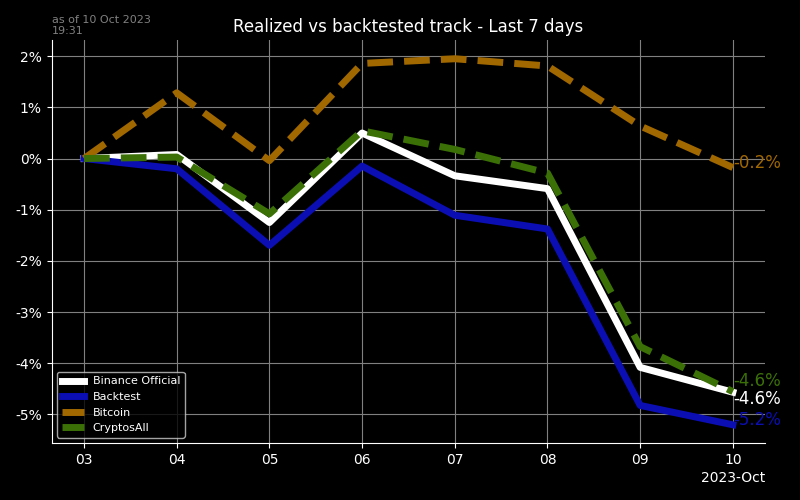 as of 10 Oct 2023
19:31
Realized vs backtested track - Last 7 days
2%
1%
0%
-1%
-2%
-3%
-4%
-5%
-0.2%
-4.6%
-4.6%
-5.2%
Binance Official
Backtest
Bitcoin
CryptosAll
03 04 05 06 07 08 09 10
2023-Oct